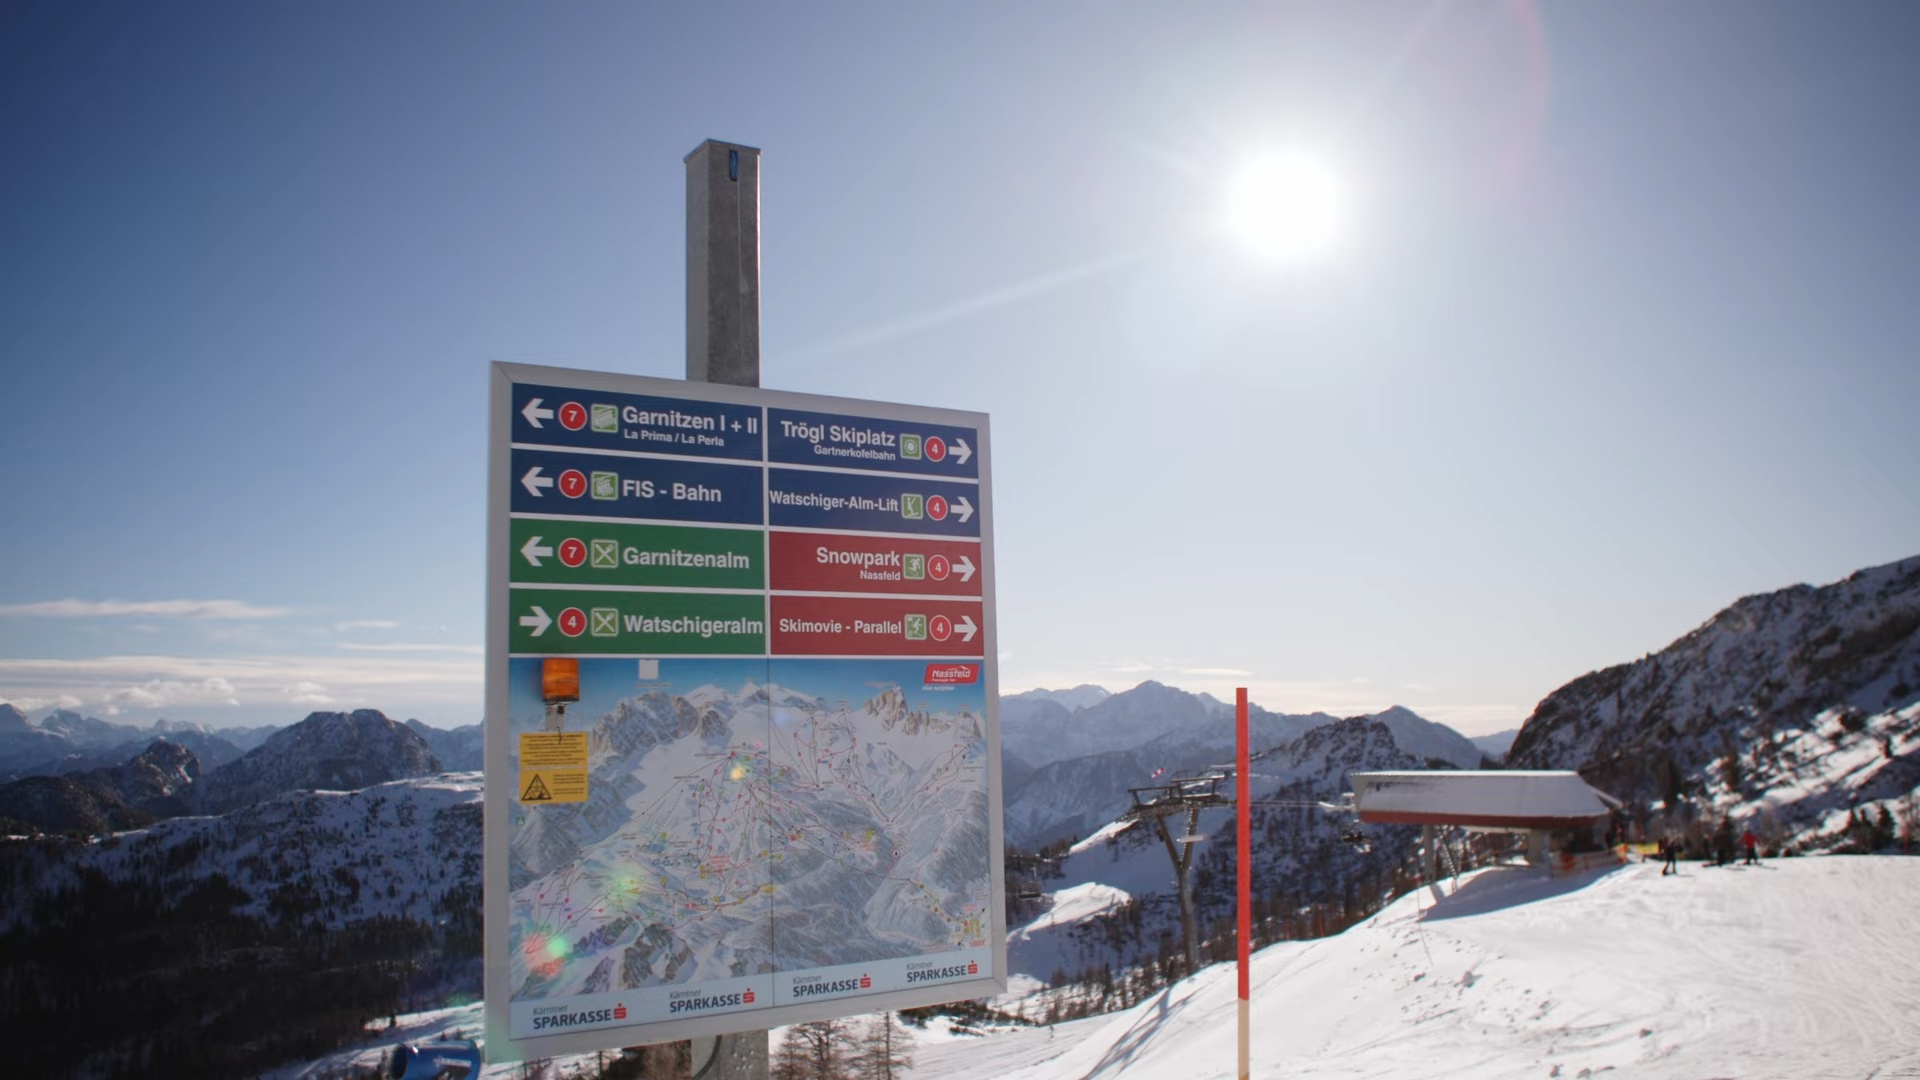 7 Garnitzen I + II
La Prima / La Perla
7 FIS - Bahn
7 Garnitzenalm
4 Watschigeralm
Trögl Skiplatz 4
Gartnerkofelbahn
Watschiger-Alm-Lift 4
Snowpark 4
Nassfeld
Skimovie - Parallel 4
Nassfeld
Kärntner
SPARKASSE
Kärntner
SPARKASSE
Kärntner
SPARKASSE
Kärntner
SPARKASSE